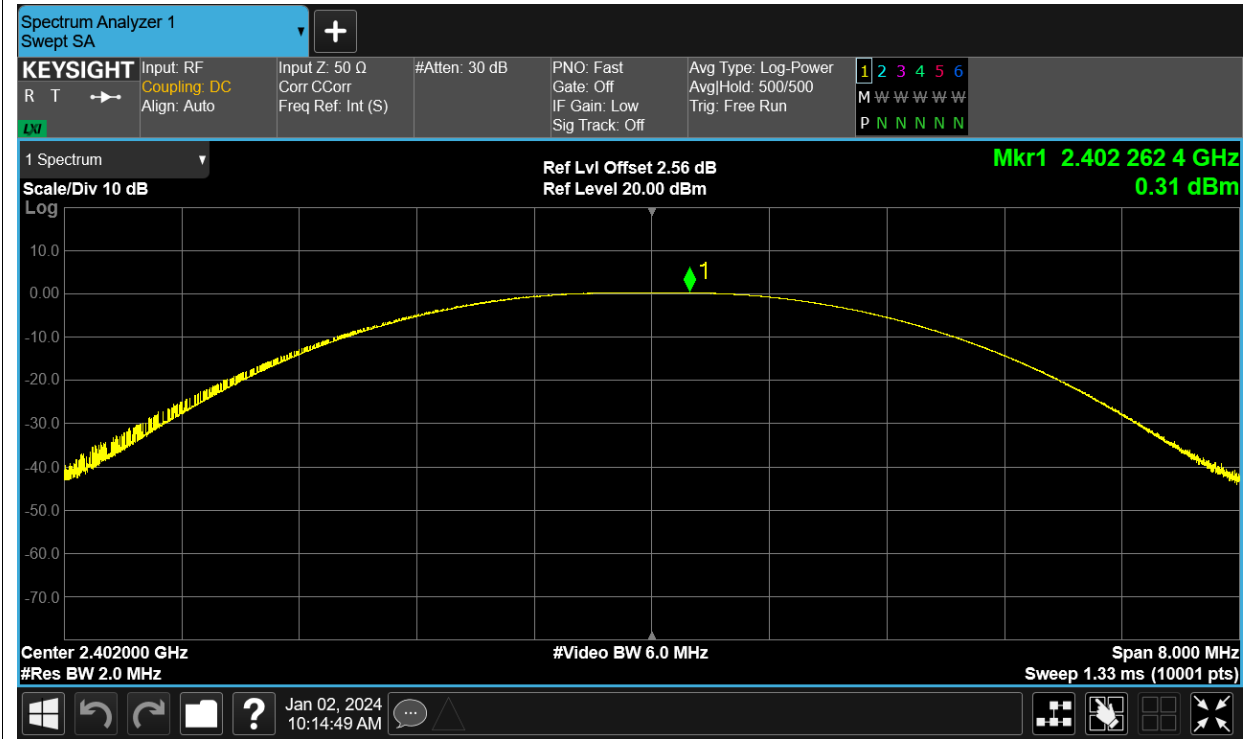 Spectrum Analyzer 1
Swept SA
KEYSIGHT
R T
LXI
Input: RF
Coupling: DC
Align: Auto
Input Z: 50 Ω
Corr CCorr
Freq Ref: Int (S)
#Atten: 30 dB
PNO: Fast
Gate: Off
IF Gain: Low
Sig Track: Off
Avg Type: Log-Power
Avg|Hold: 500/500
Trig: Free Run
1 2 3 4 5 6
M W W W W W
P N N N N N
1 Spectrum
Scale/Div 10 dB
Log
Ref Lvl Offset 2.56 dB
Ref Level 20.00 dBm
Mkr1 2.402 262 4 GHz
0.31 dBm
1
10.0
0.00
-10.0
-20.0
-30.0
-40.0
-50.0
-60.0
-70.0
Center 2.402000 GHz
#Video BW 6.0 MHz
Span 8.000 MHz
#Res BW 2.0 MHz
Sweep 1.33 ms (10001 pts)
?
Jan 02, 2024
10:14:49 AM